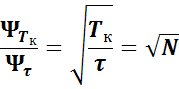 Ψ_{T_к} / Ψ_τ = √(T_к / τ) = √N